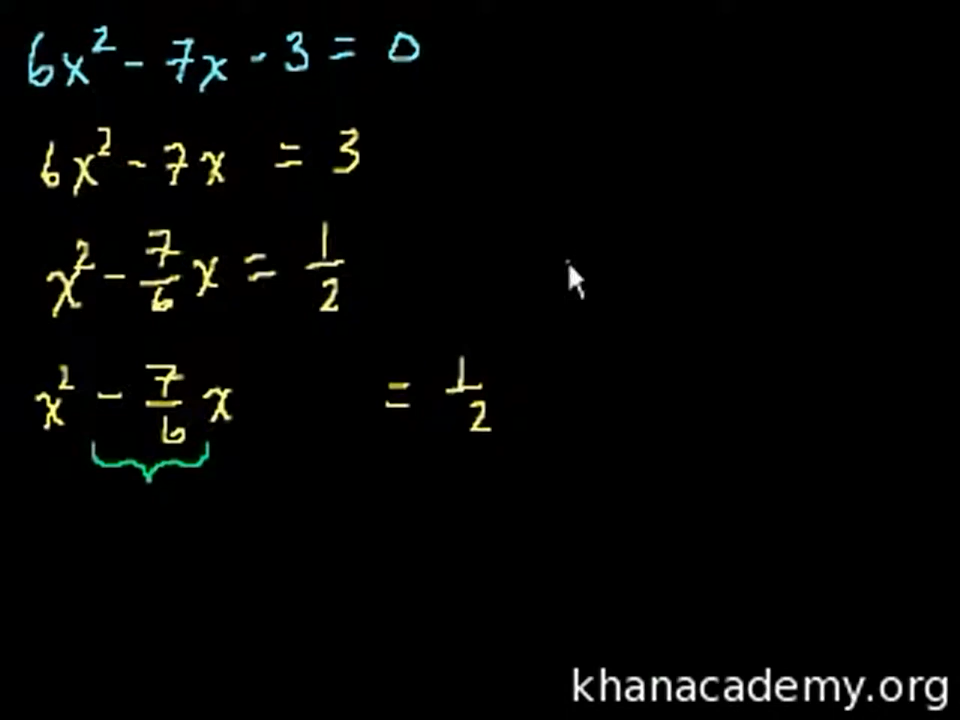 6x² - 7x - 3 = 0
6x² - 7x = 3
x² - 7/6 x = 1/2
x² - 7/6 x = 1/2
khanacademy.org